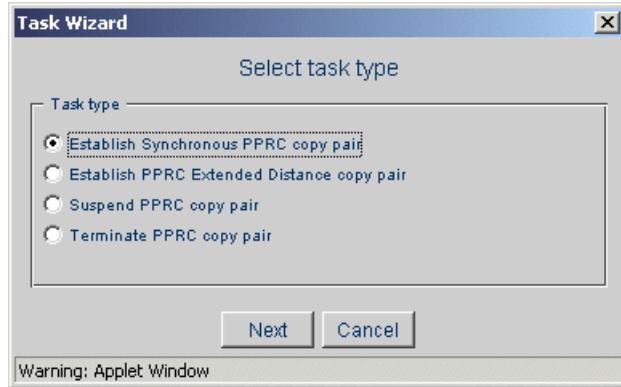 Task Wizard
Select task type
Task type
Establish Synchronous PPRC copy pair
Establish PPRC Extended Distance copy pair
Suspend PPRC copy pair
Terminate PPRC copy pair
Next Cancel
Warning: Applet Window